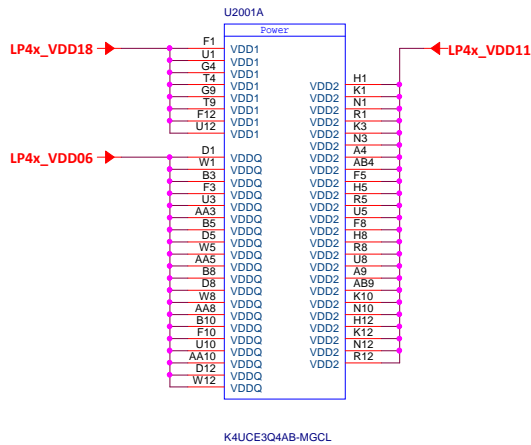 U2001A
Power
LP4x_VDD18
F1 VDD1
U1 VDD1
G4 VDD1
T4 VDD1
G9 VDD1
T9 VDD1
F12 VDD1
U12 VDD1
LP4x_VDD06
D1 VDDQ
W1 VDDQ
B3 VDDQ
F3 VDDQ
U3 VDDQ
AA3 VDDQ
B5 VDDQ
D5 VDDQ
W5 VDDQ
AA5 VDDQ
B8 VDDQ
D8 VDDQ
W8 VDDQ
AA8 VDDQ
B10 VDDQ
F10 VDDQ
U10 VDDQ
AA10 VDDQ
D12 VDDQ
W12 VDDQ
LP4x_VDD11
VDD2 H1
VDD2 K1
VDD2 N1
VDD2 R1
VDD2 K3
VDD2 N3
VDD2 A4
VDD2 AB4
VDD2 F5
VDD2 H5
VDD2 R5
VDD2 U5
VDD2 F8
VDD2 H8
VDD2 R8
VDD2 U8
VDD2 A9
VDD2 AB9
VDD2 K10
VDD2 N10
VDD2 H12
VDD2 K12
VDD2 N12
VDD2 R12
K4UCE3Q4AB-MGCL